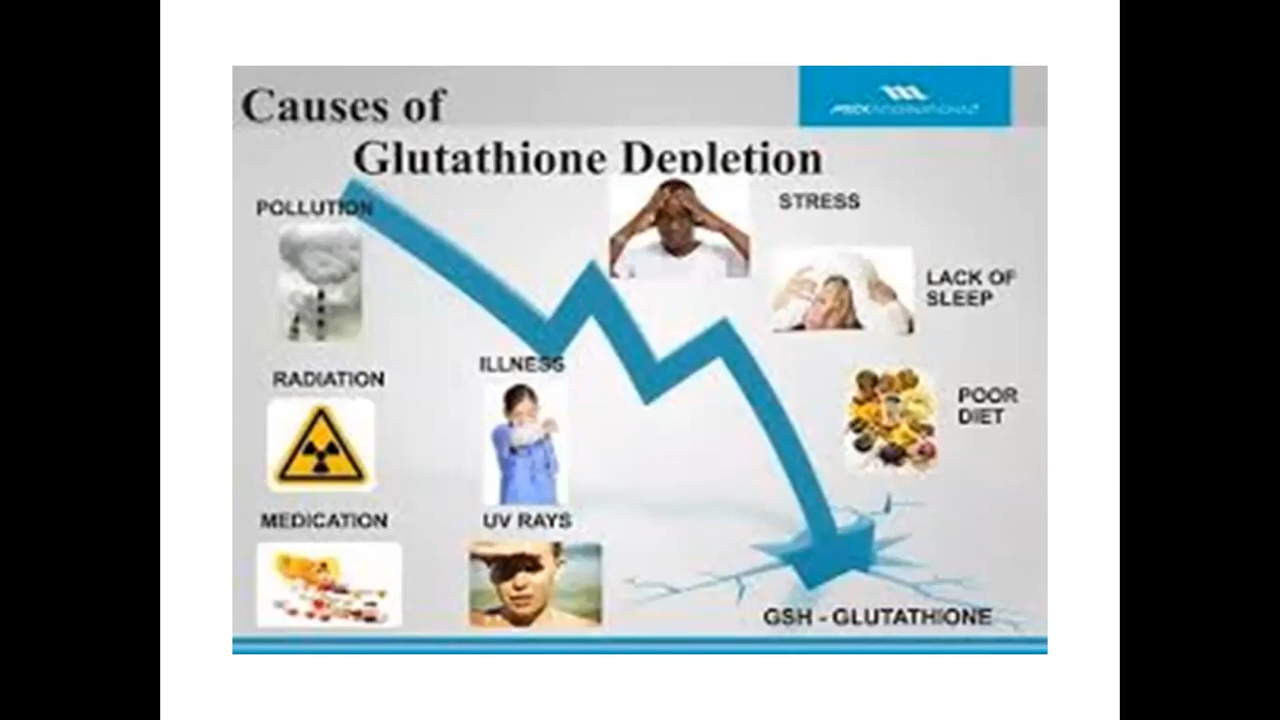 Causes of
Glutathione Depletion
POLLUTION
STRESS
LACK OF
SLEEP
ILLNESS
RADIATION
POOR
DIET
MEDICATION
UV RAYS
GSH - GLUTATHIONE